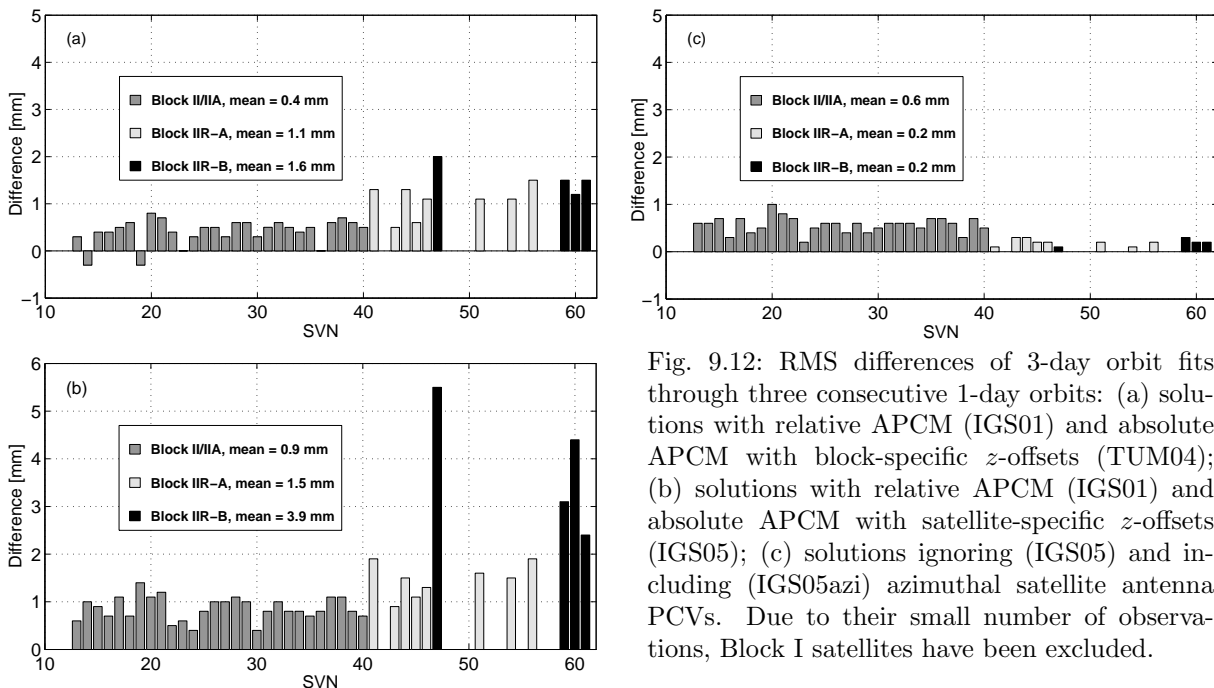 5
4
3
2
1
0
−1
Difference [mm]
(a)
Block II/IIA, mean = 0.4 mm
Block IIR−A, mean = 1.1 mm
Block IIR−B, mean = 1.6 mm
10 20 30 40 50 60
SVN
6
5
4
3
2
1
0
Difference [mm]
(b)
Block II/IIA, mean = 0.9 mm
Block IIR−A, mean = 1.5 mm
Block IIR−B, mean = 3.9 mm
10 20 30 40 50 60
SVN
5
4
3
2
1
0
−1
Difference [mm]
(c)
Block II/IIA, mean = 0.6 mm
Block IIR−A, mean = 0.2 mm
Block IIR−B, mean = 0.2 mm
10 20 30 40 50 60
SVN
Fig. 9.12: RMS differences of 3-day orbit fits
through three consecutive 1-day orbits: (a) solu-
tions with relative APCM (IGS01) and absolute
APCM with block-specific z-offsets (TUM04);
(b) solutions with relative APCM (IGS01) and
absolute APCM with satellite-specific z-offsets
(IGS05); (c) solutions ignoring (IGS05) and in-
cluding (IGS05azi) azimuthal satellite antenna
PCVs. Due to their small number of observa-
tions, Block I satellites have been excluded.